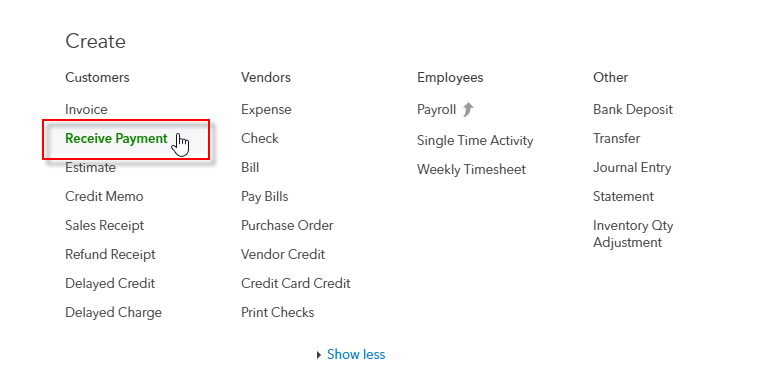 Create
Customers
Invoice
Receive Payment
Estimate
Credit Memo
Sales Receipt
Refund Receipt
Delayed Credit
Delayed Charge
Vendors
Expense
Check
Bill
Pay Bills
Purchase Order
Vendor Credit
Credit Card Credit
Print Checks
Employees
Payroll
Single Time Activity
Weekly Timesheet
Other
Bank Deposit
Transfer
Journal Entry
Statement
Inventory Qty
Adjustment
Show less